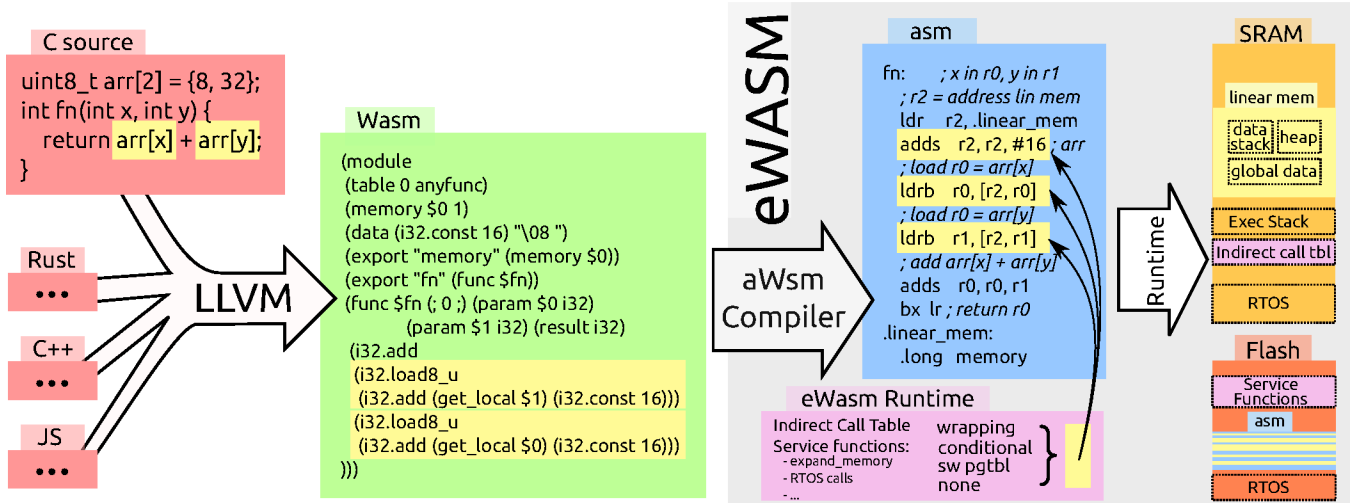 C source
uint8_t arr[2] = {8, 32};
int fn(int x, int y) {
return arr[x] + arr[y];
}
Rust
•••
C++
•••
JS
•••
LLVM
Wasm
(module
(table 0 anyfunc)
(memory $0 1)
(data (i32.const 16) "\08 ")
(export "memory" (memory $0))
(export "fn" (func $fn))
(func $fn (; 0 ;) (param $0 i32)
(param $1 i32) (result i32)
(i32.add
(i32.load8_u
(i32.add (get_local $1) (i32.const 16)))
(i32.load8_u
(i32.add (get_local $0) (i32.const 16)))
)))
eWASM
aWsm
Compiler
asm
fn: ; x in r0, y in r1
; r2 = address lin mem
ldr r2, .linear_mem
adds r2, r2, #16 ; arr
; load r0 = arr[x]
ldrb r0, [r2, r0]
; load r0 = arr[y]
ldrb r1, [r2, r1]
; add arr[x] + arr[y]
adds r0, r0, r1
bx lr ; return r0
.linear_mem:
.long memory
eWasm Runtime
Indirect Call Table
Service functions:
- expand_memory
- RTOS calls
- ...
wrapping
conditional
sw pgtbl
none
Runtime
SRAM
linear mem
data
stack
heap
global data
Exec Stack
Indirect call tbl
RTOS
Flash
Service
Functions
asm
RTOS